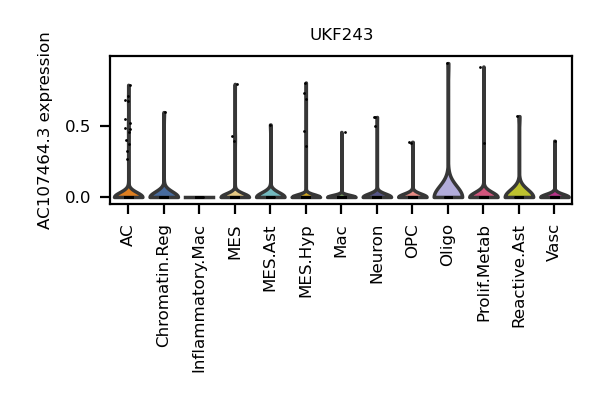 UKF243
AC107464.3 expression
0.5
0.0
AC
Chromatin.Reg
Inflammatory.Mac
MES
MES.Ast
MES.Hyp
Mac
Neuron
OPC
Oligo
Prolif.Metab
Reactive.Ast
Vasc